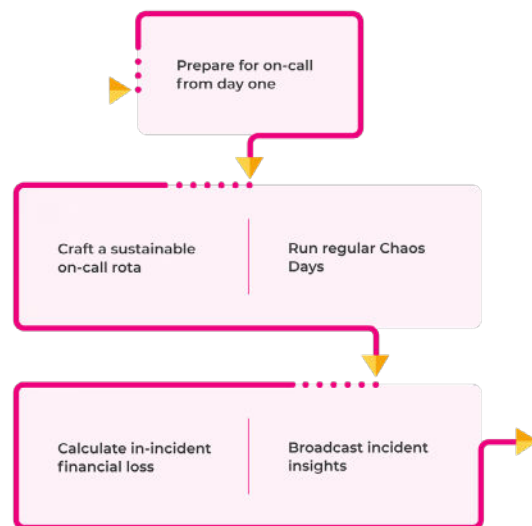 Prepare for on-call
from day one
Craft a sustainable
on-call rota
Run regular Chaos
Days
Calculate in-incident
financial loss
Broadcast incident
insights